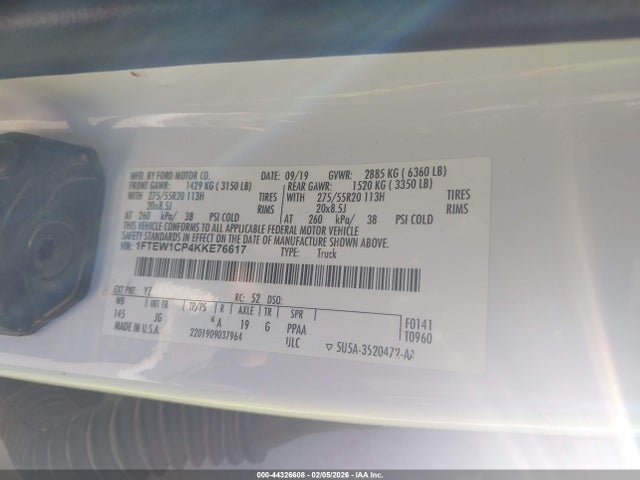 MFD. BY FORD MOTOR CO. DATE: 09/19 GVWR: 2885 KG ( 6360 LB)
FRONT GAWR: 1429 KG ( 3150 LB) REAR GAWR: 1520 KG ( 3350 LB)
WITH 275/55R20 113H TIRES WITH 275/55R20 113H TIRES
20x8.5J RIMS 20x8.5J RIMS
AT 260 kPa/ 38 PSI COLD AT 260 kPa/ 38 PSI COLD
THIS VEHICLE CONFORMS TO ALL APPLICABLE FEDERAL MOTOR VEHICLE
SAFETY STANDARDS IN EFFECT ON THE DATE OF MANUFACTURE SHOWN ABOVE.
VIN: 1FTEW1CP4KKE76617 TYPE: Truck
EXT PNT: YZ RC: 52 DSO:
WB INT TR TP/PS R AXLE TR SPR
145 JG 4 A 19 G PPAA
ULC
F0141
T0960
MADE IN U.S.A. 2201909037964
▽ 5U5A-3520472-AA
000-44326608 - 02/05/2026 - IAA, Inc.